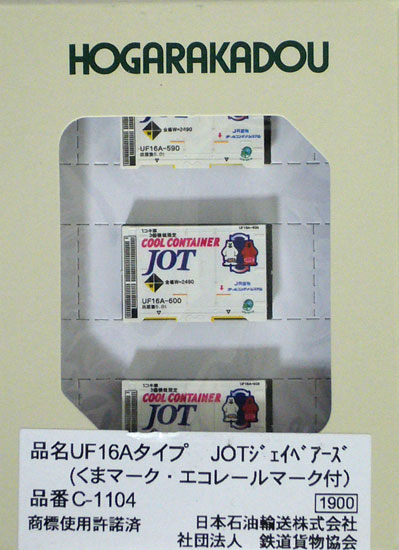 HOGARAKADOU
UF16A-590
COOL CONTAINER
JOT
UF16A-600
COOL CONTAINER
JOT
品名UF16Aタイプ JOTジェイベアーズ
(くまマーク・エコレールマーク付)
品番C-1104 1900
商標使用許諾済 日本石油輸送株式会社
社団法人 鉄道貨物協会